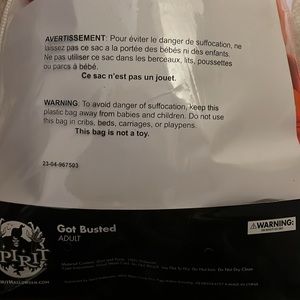 AVERTISSEMENT: Pour éviter le danger de suffocation, ne
laissez pas ce sac a la portée des bébés ni des enfants.
Ne pas utiliser ce sac dans les berceaux, lits, poussettes
ou parcs à bébé.
Ce sac n'est pas un jouet.
WARNING: To avoid danger of suffocation, keep this
plastic bag away from babies and children. Do not use
this bag in cribs, beds, carriages, or playpens.
This bag is not a toy.
23-04-967593
SPIRIT
Got Busted
ADULT
WARNING: